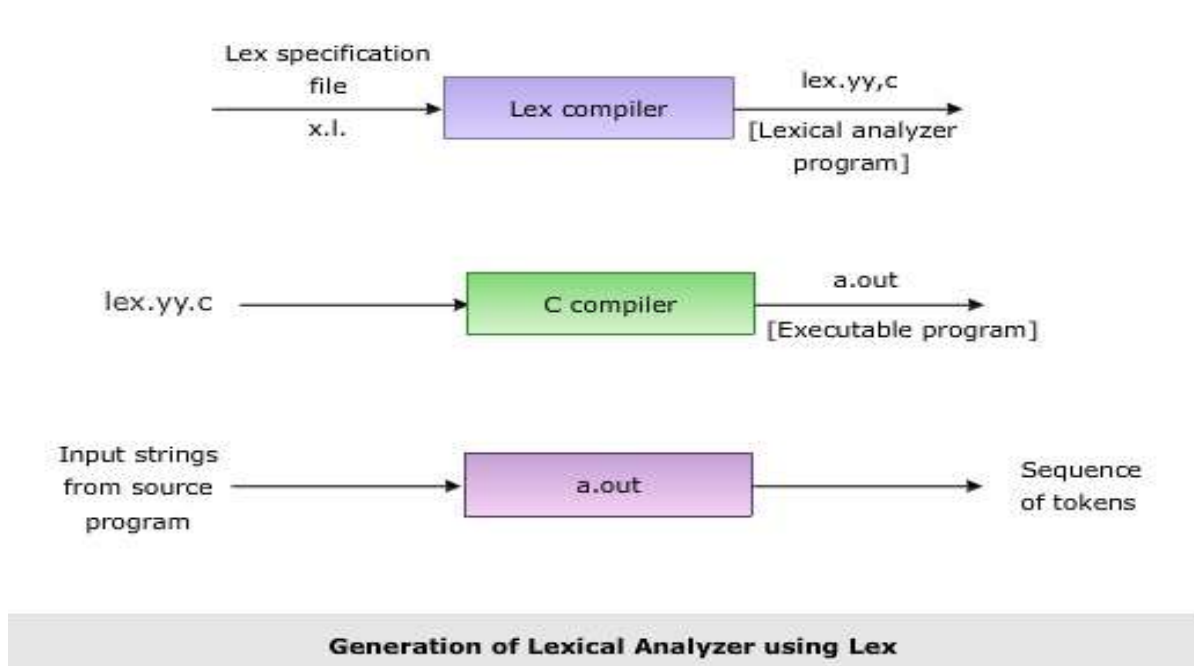 Lex specification
file
x.l.
Lex compiler
lex.yy,c
[Lexical analyzer
program]
lex.yy.c
C compiler
a.out
[Executable program]
Input strings
from source
program
a.out
Sequence
of tokens
Generation of Lexical Analyzer using Lex